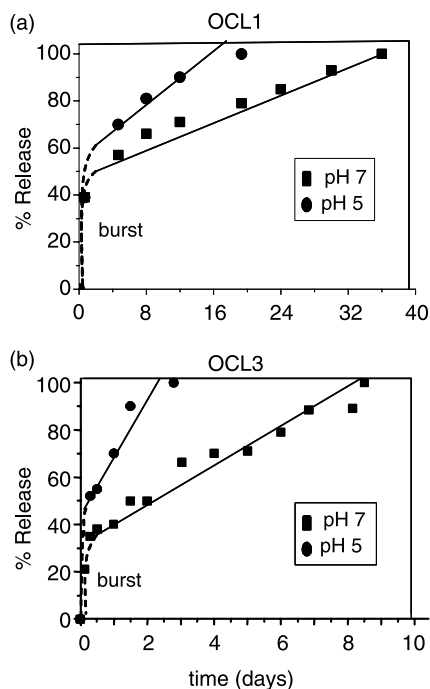 (a) OCL1
100
80
60
40
20
0
% Release
burst
pH 7
pH 5
0 8 16 24 32 40
(b) OCL3
100
80
60
40
20
0
% Release
burst
pH 7
pH 5
0 2 4 6 8 10
time (days)